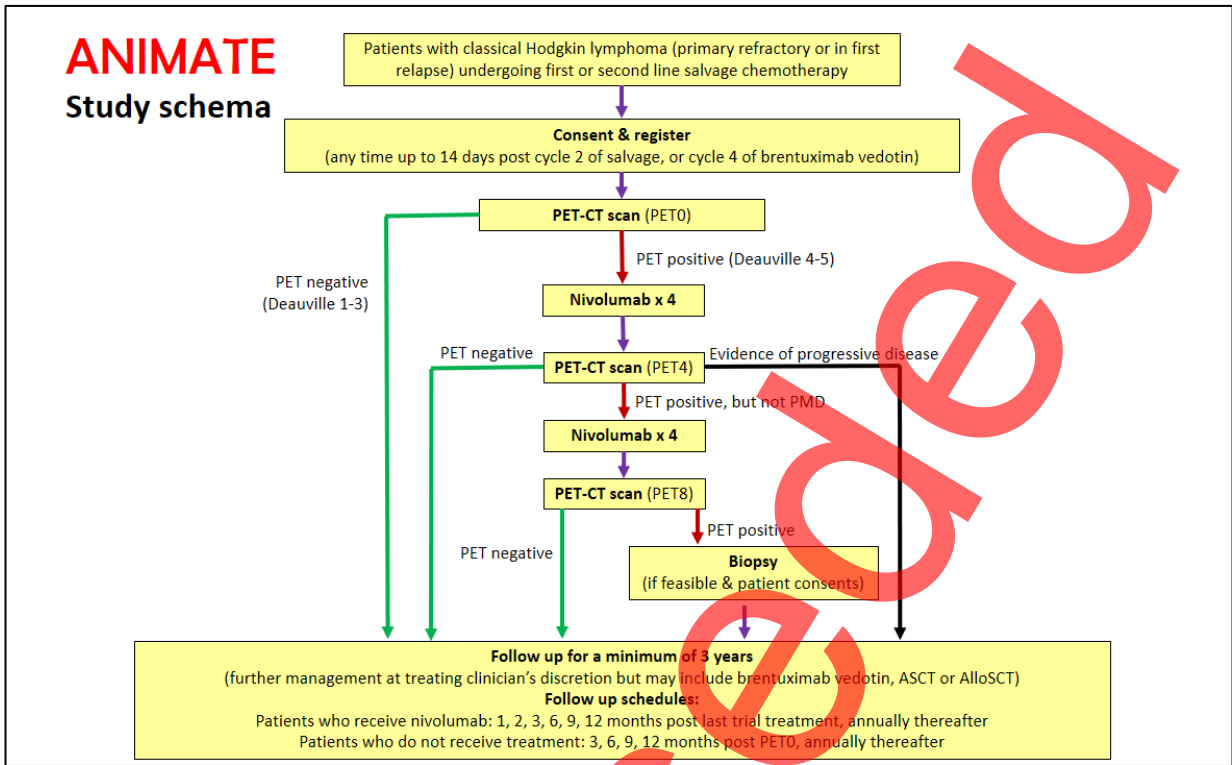 ANIMATE
Study schema
Patients with classical Hodgkin lymphoma (primary refractory or in first
relapse) undergoing first or second line salvage chemotherapy
Consent & register
(any time up to 14 days post cycle 2 of salvage, or cycle 4 of brentuximab vedotin)
PET-CT scan (PET0)
PET negative
(Deauville 1-3)
PET positive (Deauville 4-5)
Nivolumab x 4
PET negative
PET-CT scan (PET4)
Evidence of progressive disease
PET positive, but not PMD
Nivolumab x 4
PET-CT scan (PET8)
PET negative
PET positive
Biopsy
(if feasible & patient consents)
Follow up for a minimum of 3 years
(further management at treating clinician's discretion but may include brentuximab vedotin, ASCT or AlloSCT)
Follow up schedules:
Patients who receive nivolumab: 1, 2, 3, 6, 9, 12 months post last trial treatment, annually thereafter
Patients who do not receive treatment: 3, 6, 9, 12 months post PET0, annually thereafter
ded